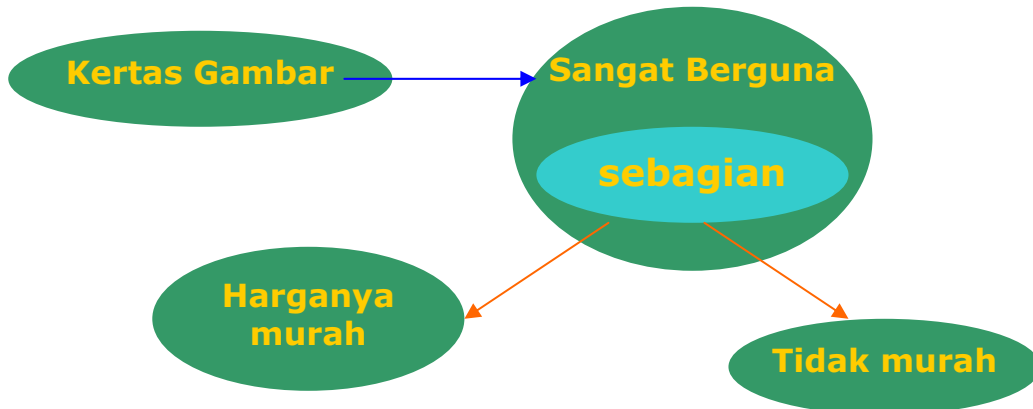 Kertas Gambar
Sangat Berguna
sebagian
Harganya
murah
Tidak murah